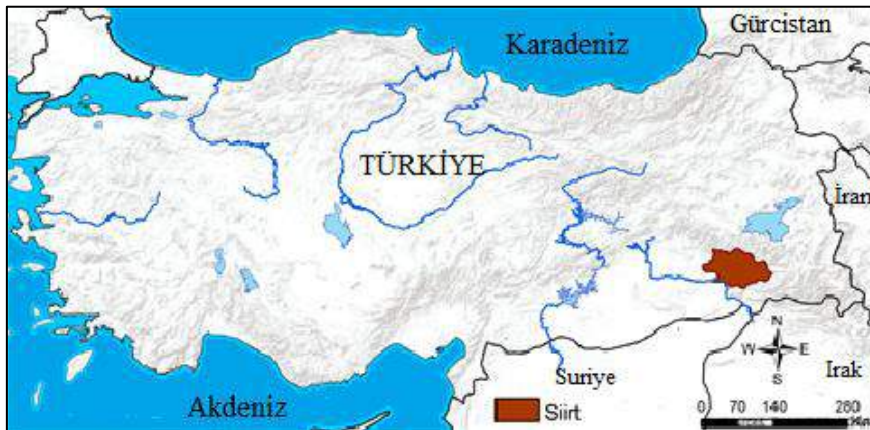 Gürcistan
Karadeniz
TÜRKİYE
İran
N
W E
S
Suriye
Irak
Akdeniz
Siirt
0 70 140 280